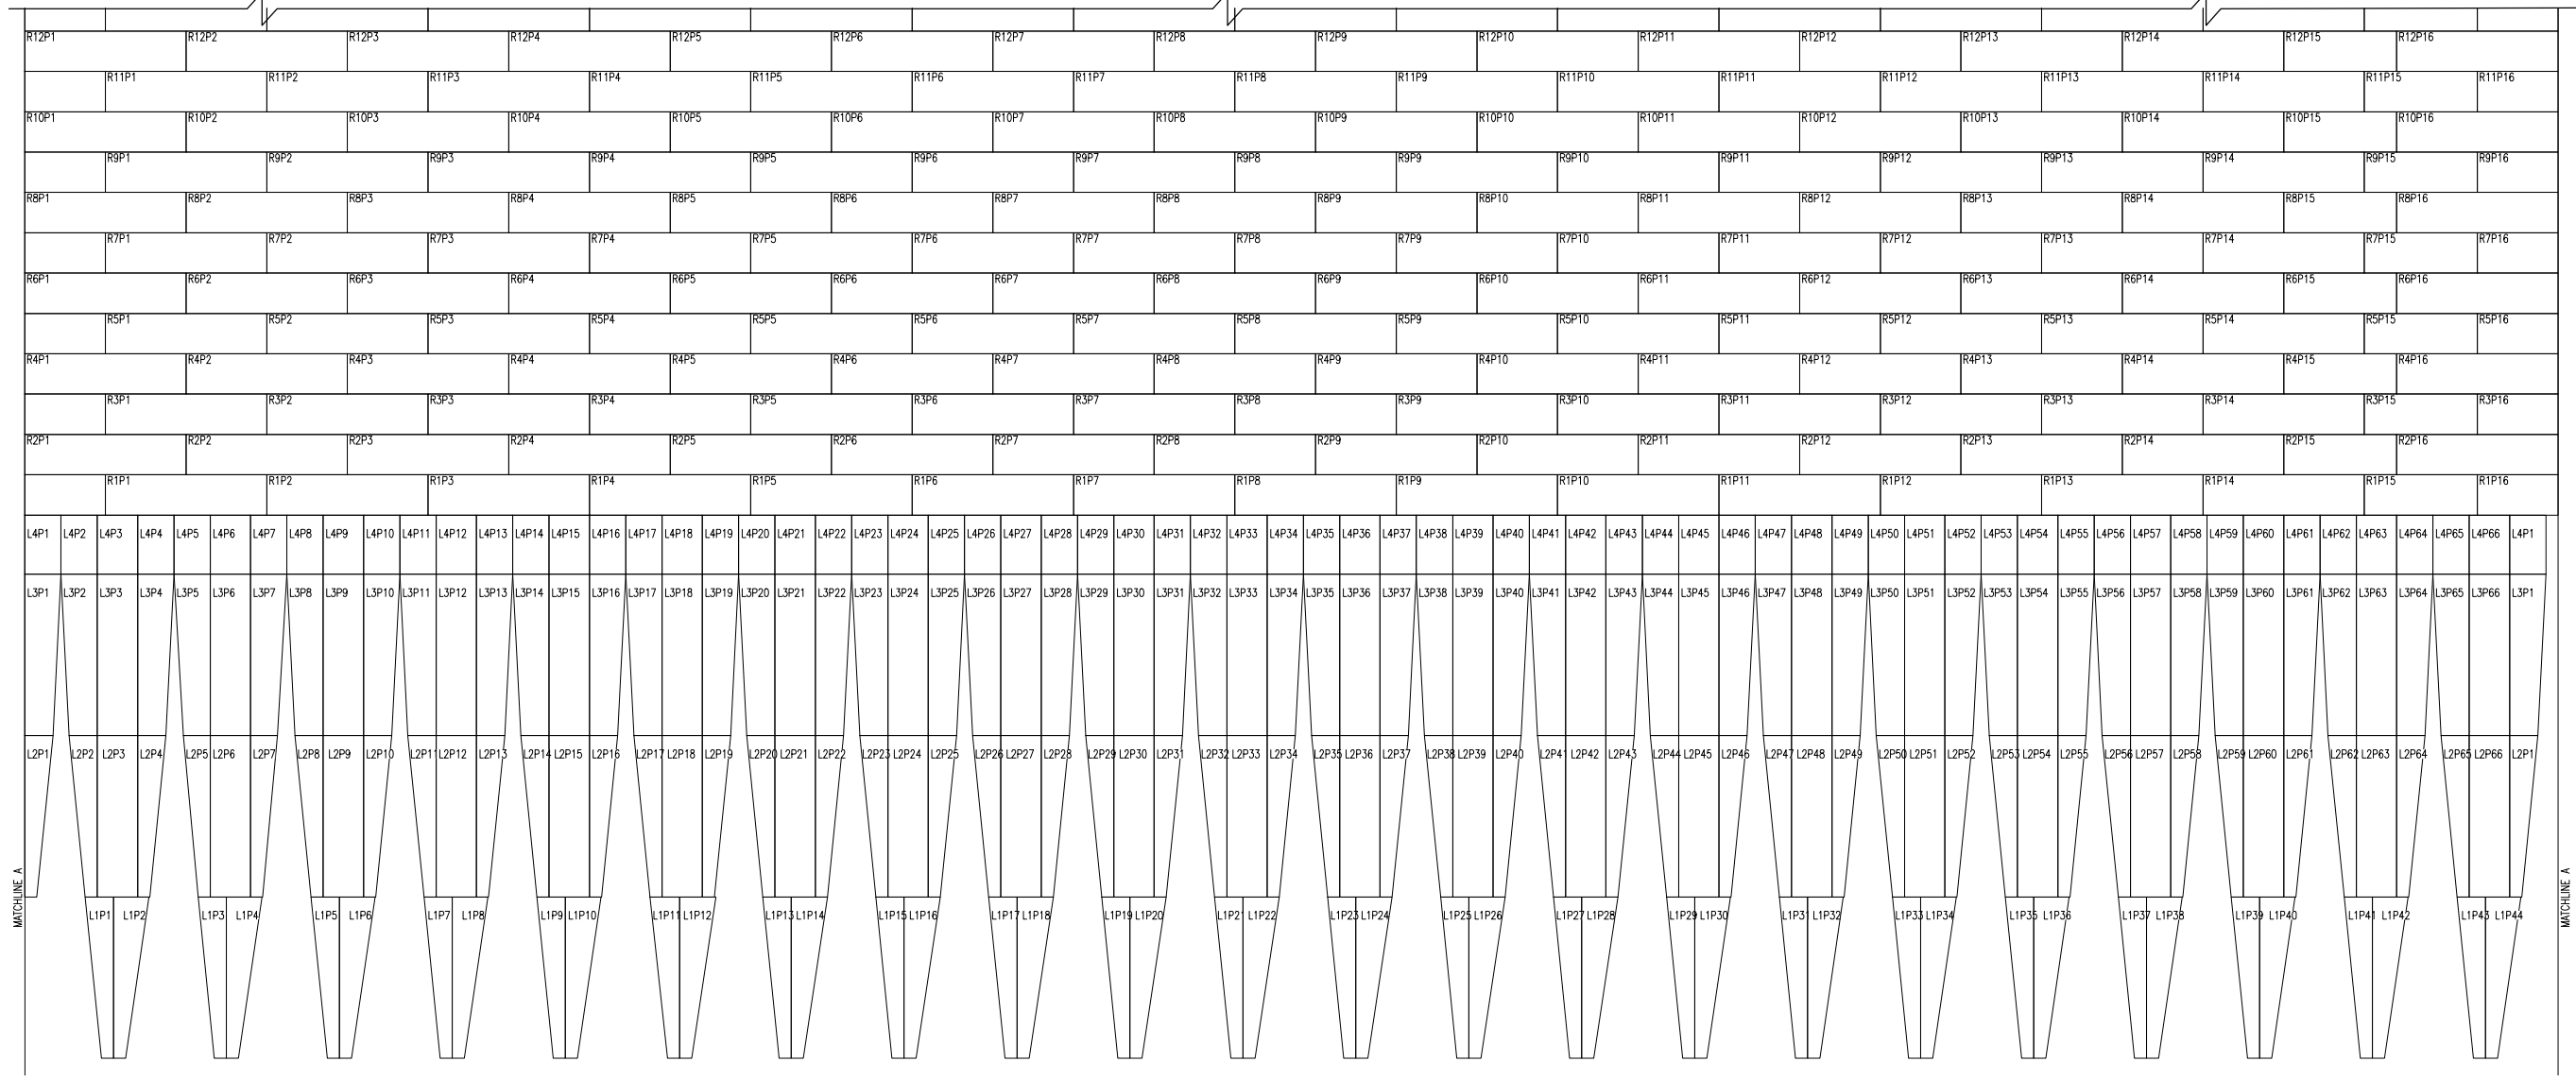 R12P1 R12P2 R12P3 R12P4 R12P5 R12P6 R12P7 R12P8 R12P9 R12P10 R12P11 R12P12 R12P13 R12P14 R12P15 R12P16
R11P1 R11P2 R11P3 R11P4 R11P5 R11P6 R11P7 R11P8 R11P9 R11P10 R11P11 R11P12 R11P13 R11P14 R11P15 R11P16
R10P1 R10P2 R10P3 R10P4 R10P5 R10P6 R10P7 R10P8 R10P9 R10P10 R10P11 R10P12 R10P13 R10P14 R10P15 R10P16
R9P1 R9P2 R9P3 R9P4 R9P5 R9P6 R9P7 R9P8 R9P9 R9P10 R9P11 R9P12 R9P13 R9P14 R9P15 R9P16
R8P1 R8P2 R8P3 R8P4 R8P5 R8P6 R8P7 R8P8 R8P9 R8P10 R8P11 R8P12 R8P13 R8P14 R8P15 R8P16
R7P1 R7P2 R7P3 R7P4 R7P5 R7P6 R7P7 R7P8 R7P9 R7P10 R7P11 R7P12 R7P13 R7P14 R7P15 R7P16
R6P1 R6P2 R6P3 R6P4 R6P5 R6P6 R6P7 R6P8 R6P9 R6P10 R6P11 R6P12 R6P13 R6P14 R6P15 R6P16
R5P1 R5P2 R5P3 R5P4 R5P5 R5P6 R5P7 R5P8 R5P9 R5P10 R5P11 R5P12 R5P13 R5P14 R5P15 R5P16
R4P1 R4P2 R4P3 R4P4 R4P5 R4P6 R4P7 R4P8 R4P9 R4P10 R4P11 R4P12 R4P13 R4P14 R4P15 R4P16
R3P1 R3P2 R3P3 R3P4 R3P5 R3P6 R3P7 R3P8 R3P9 R3P10 R3P11 R3P12 R3P13 R3P14 R3P15 R3P16
R2P1 R2P2 R2P3 R2P4 R2P5 R2P6 R2P7 R2P8 R2P9 R2P10 R2P11 R2P12 R2P13 R2P14 R2P15 R2P16
R1P1 R1P2 R1P3 R1P4 R1P5 R1P6 R1P7 R1P8 R1P9 R1P10 R1P11 R1P12 R1P13 R1P14 R1P15 R1P16
L4P1 L4P2 L4P3 L4P4 L4P5 L4P6 L4P7 L4P8 L4P9 L4P10 L4P11 L4P12 L4P13 L4P14 L4P15 L4P16 L4P17 L4P18 L4P19 L4P20 L4P21 L4P22 L4P23 L4P24 L4P25 L4P26 L4P27 L4P28 L4P29 L4P30 L4P31 L4P32 L4P33 L4P34 L4P35 L4P36 L4P37 L4P38 L4P39 L4P40 L4P41 L4P42 L4P43 L4P44 L4P45 L4P46 L4P47 L4P48 L4P49 L4P50 L4P51 L4P52 L4P53 L4P54 L4P55 L4P56 L4P57 L4P58 L4P59 L4P60 L4P61 L4P62 L4P63 L4P64 L4P65 L4P66 L4P1
L3P1 L3P2 L3P3 L3P4 L3P5 L3P6 L3P7 L3P8 L3P9 L3P10 L3P11 L3P12 L3P13 L3P14 L3P15 L3P16 L3P17 L3P18 L3P19 L3P20 L3P21 L3P22 L3P23 L3P24 L3P25 L3P26 L3P27 L3P28 L3P29 L3P30 L3P31 L3P32 L3P33 L3P34 L3P35 L3P36 L3P37 L3P38 L3P39 L3P40 L3P41 L3P42 L3P43 L3P44 L3P45 L3P46 L3P47 L3P48 L3P49 L3P50 L3P51 L3P52 L3P53 L3P54 L3P55 L3P56 L3P57 L3P58 L3P59 L3P60 L3P61 L3P62 L3P63 L3P64 L3P65 L3P66 L3P1
L2P1 L2P2 L2P3 L2P4 L2P5 L2P6 L2P7 L2P8 L2P9 L2P10 L2P11 L2P12 L2P13 L2P14 L2P15 L2P16 L2P17 L2P18 L2P19 L2P20 L2P21 L2P22 L2P23 L2P24 L2P25 L2P26 L2P27 L2P28 L2P29 L2P30 L2P31 L2P32 L2P33 L2P34 L2P35 L2P36 L2P37 L2P38 L2P39 L2P40 L2P41 L2P42 L2P43 L2P44 L2P45 L2P46 L2P47 L2P48 L2P49 L2P50 L2P51 L2P52 L2P53 L2P54 L2P55 L2P56 L2P57 L2P58 L2P59 L2P60 L2P61 L2P62 L2P63 L2P64 L2P65 L2P66 L2P1
MATCHLINE A
L1P1 L1P2 L1P3 L1P4 L1P5 L1P6 L1P7 L1P8 L1P9 L1P10 L1P11 L1P12 L1P13 L1P14 L1P15 L1P16 L1P17 L1P18 L1P19 L1P20 L1P21 L1P22 L1P23 L1P24 L1P25 L1P26 L1P27 L1P28 L1P29 L1P30 L1P31 L1P32 L1P33 L1P34 L1P35 L1P36 L1P37 L1P38 L1P39 L1P40 L1P41 L1P42 L1P43 L1P44
MATCHLINE A